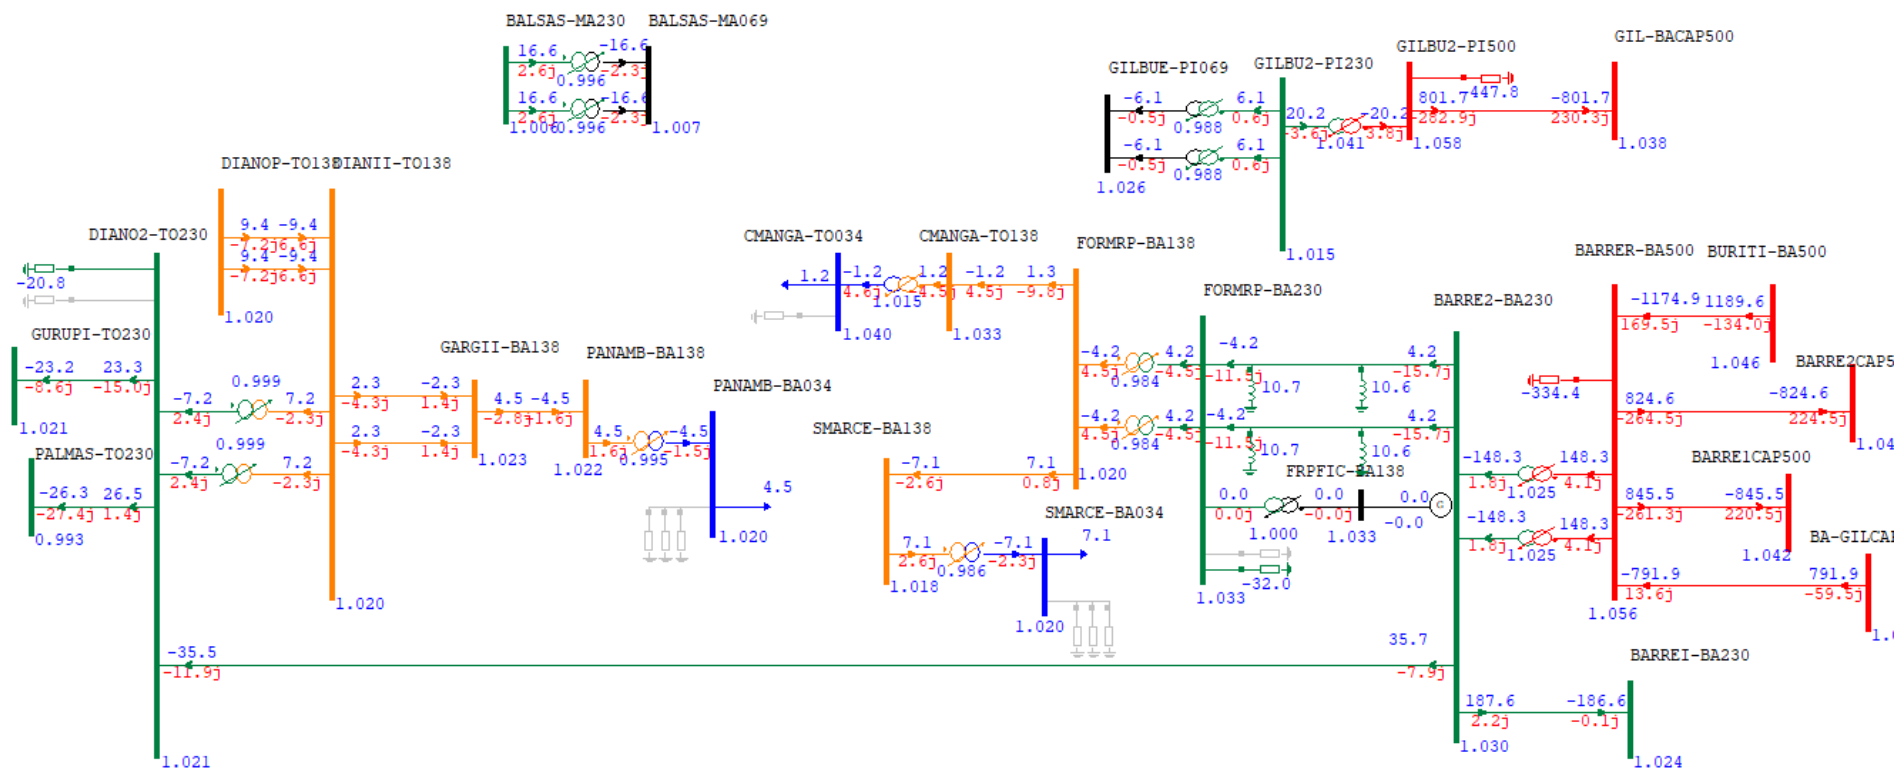 BALSAS-MA230
BALSAS-MA069
16.6
-16.6
2.6j
-2.3j
0.996
16.6
-16.6
2.6j
-2.3j
0.996
1.006
1.007
GILBUE-PI069
GILBU2-PI230
GILBU2-PI500
GIL-BACAP500
-6.1
6.1
-0.5j
0.6j
0.988
-6.1
6.1
-0.5j
0.6j
0.988
1.026
20.2
-20.2
-3.6j
3.8j
1.041
1.015
447.8
801.7
-801.7
-282.9j
230.3j
1.058
1.038
DIANOP-TO138
DIANII-TO138
9.4
-9.4
-7.2j
6.6j
9.4
-9.4
-7.2j
6.6j
1.020
DIANO2-TO230
-20.8
GURUPI-TO230
-23.2
23.3
-8.6j
-15.0j
1.021
PALMAS-TO230
-26.3
26.5
-27.4j
1.4j
0.993
0.999
-7.2
7.2
2.4j
-2.3j
0.999
-7.2
7.2
2.4j
-2.3j
1.020
2.3
-2.3
-4.3j
1.4j
2.3
-2.3
-4.3j
1.4j
GARGII-BA138
PANAMB-BA138
4.5
-4.5
-2.8j
-1.6j
1.023
1.022
PANAMB-BA034
4.5
-4.5
1.6j
-1.5j
0.995
4.5
1.020
CMANGA-TO034
CMANGA-TO138
FORMRP-BA138
1.2
-1.2
1.2
-1.2
1.3
4.6j
-4.5j
4.5j
-9.8j
1.015
1.040
1.033
-4.2
4.2
4.5j
-4.5j
0.984
-4.2
4.2
4.5j
-4.5j
0.984
1.020
SMARCE-BA138
-7.1
7.1
-2.6j
0.8j
SMARCE-BA034
7.1
-7.1
2.6j
-2.3j
0.986
7.1
1.018
1.020
FORMRP-BA230
BARRE2-BA230
-4.2
4.2
-11.5j
-15.7j
10.7
10.6
-4.2
4.2
-11.5j
-15.7j
10.7
10.6
FRPFIC-BA138
0.0
0.0
0.0
0.0j
-0.0j
-0.0
G
1.000
1.033
-32.0
1.033
BARRER-BA500
BURITI-BA500
-1174.9
1189.6
169.5j
-134.0j
1.046
-334.4
BARRE2CAP5
824.6
-824.6
-264.5j
224.5j
1.04
-148.3
148.3
1.8j
4.1j
1.025
-148.3
148.3
1.8j
4.1j
1.025
BARRE1CAP500
845.5
-845.5
-261.3j
220.5j
1.042
BA-GILCAP
-791.9
791.9
13.6j
-59.5j
1.056
-35.5
35.7
-11.9j
-7.9j
1.021
BARREI-BA230
187.6
-186.6
2.2j
-0.1j
1.030
1.024